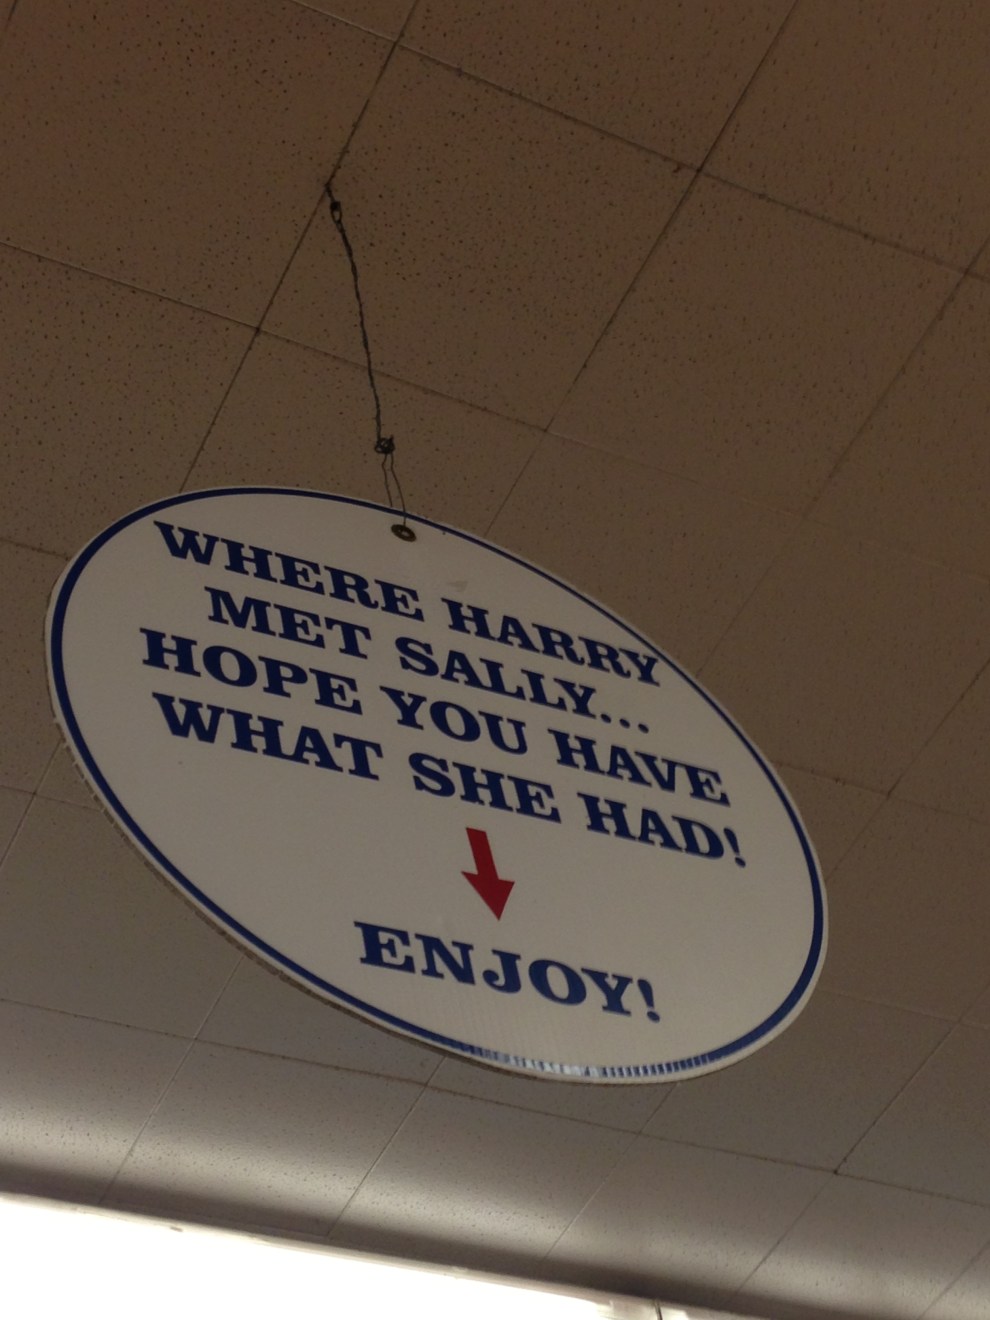 WHERE HARRY
MET SALLY...
HOPE YOU HAVE
WHAT SHE HAD!
ENJOY!